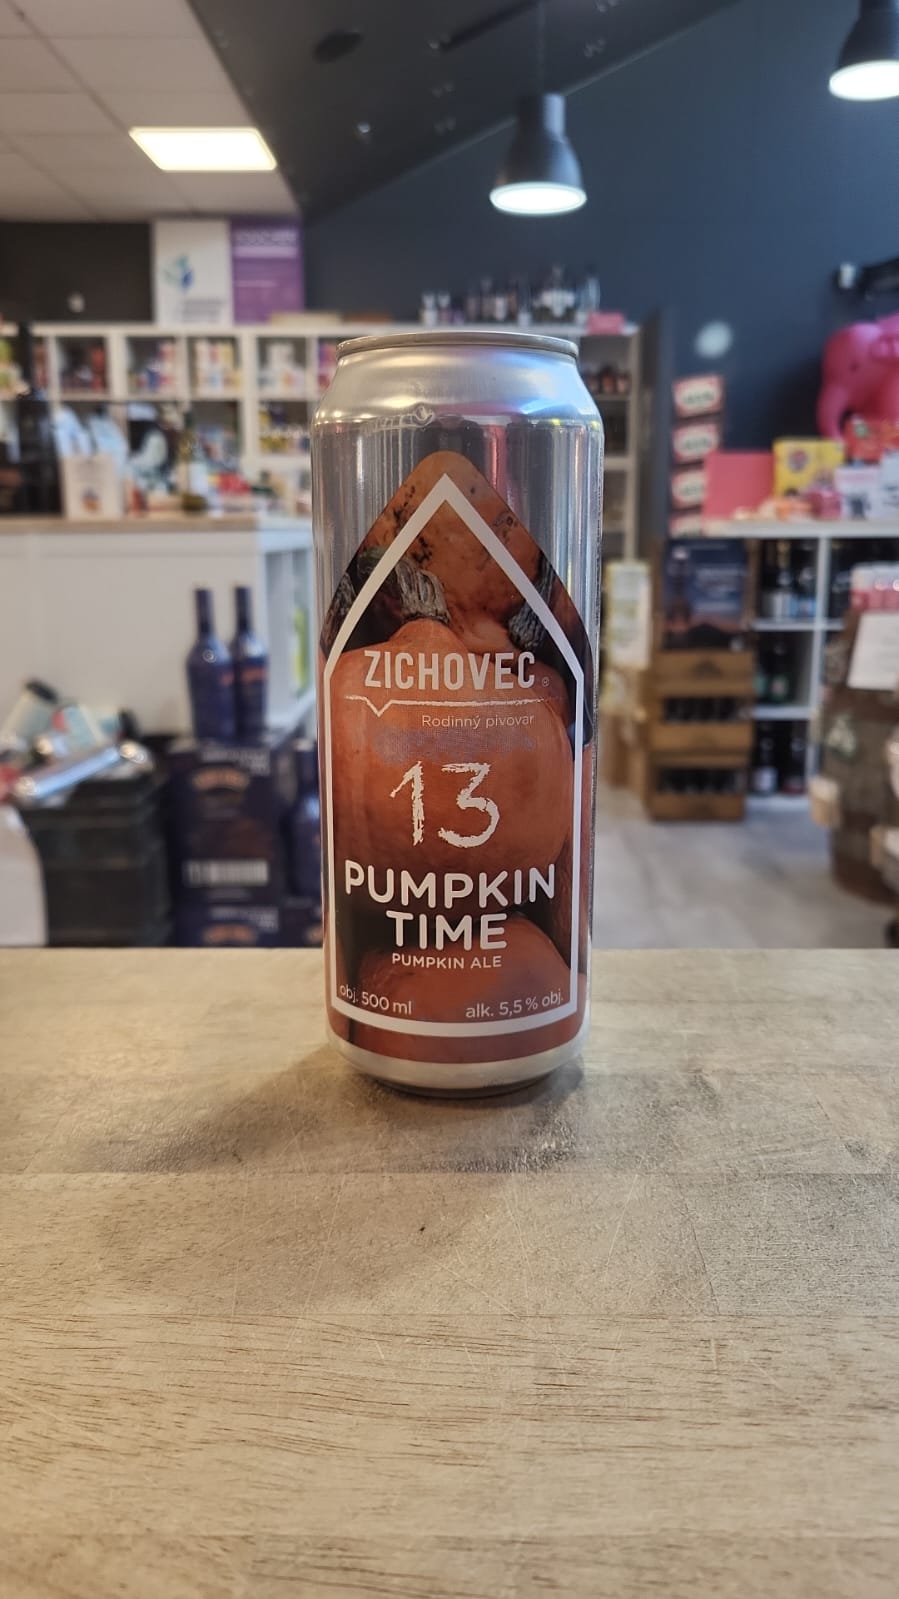 ZICHOVEC®
Rodinný pivovar
13
PUMPKIN
TIME
PUMPKIN ALE
obj. 500 ml
alk. 5,5 % obj.